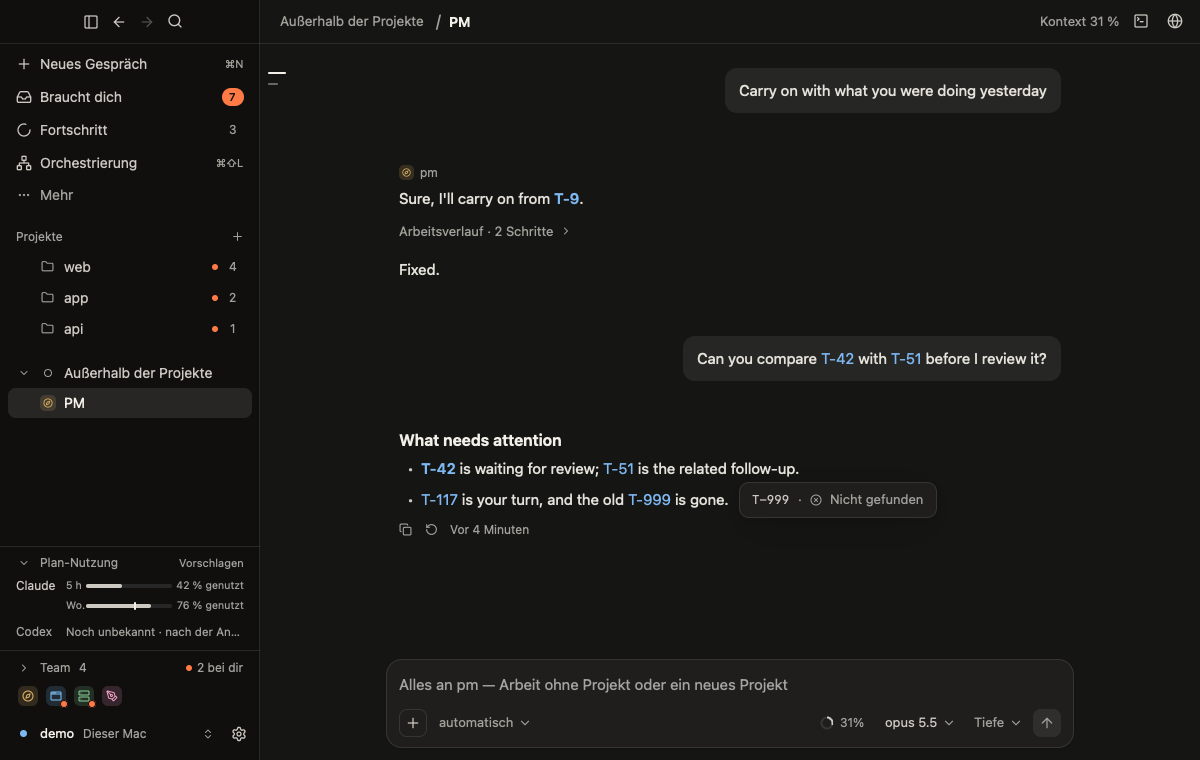 Außerhalb der Projekte / PM
Kontext 31 %
Neues Gespräch ⌘N
Braucht dich 7
Fortschritt 3
Orchestrierung ⌘⇧L
Mehr
Projekte
web 4
app 2
api 1
Außerhalb der Projekte
PM
Plan-Nutzung Vorschlagen
Claude 5 h 42 % genutzt
Wo. 76 % genutzt
Codex Noch unbekannt · nach der An…
Team 4 2 bei dir
demo Dieser Mac
Carry on with what you were doing yesterday
pm
Sure, I'll carry on from T-9.
Arbeitsverlauf · 2 Schritte
Fixed.
Can you compare T-42 with T-51 before I review it?
What needs attention
• T-42 is waiting for review; T-51 is the related follow-up.
• T-117 is your turn, and the old T-999 is gone.
T-999 · Nicht gefunden
Vor 4 Minuten
Alles an pm — Arbeit ohne Projekt oder ein neues Projekt
automatisch 31% opus 5.5 Tiefe